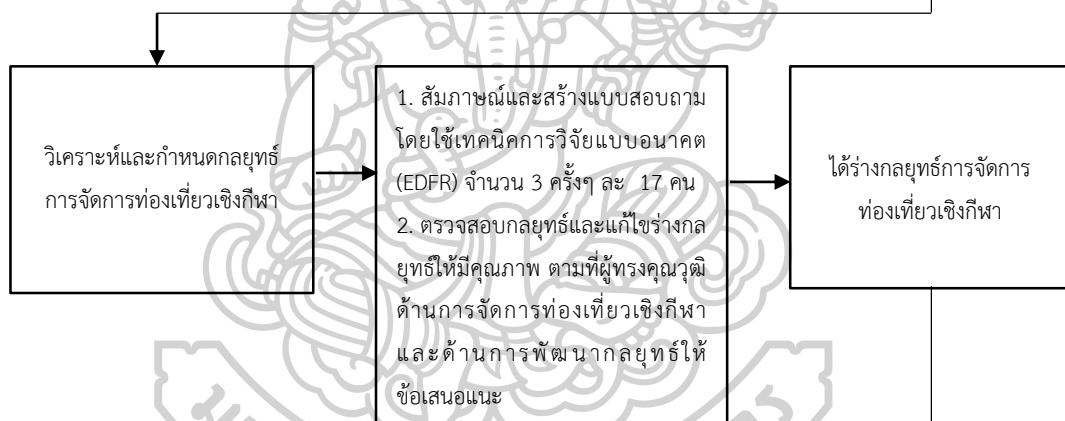 วิเคราะห์และกำหนดกลยุทธ์
การจัดการท่องเที่ยวเชิงกีฬา
1. สัมภาษณ์และสร้างแบบสอบถาม
โดยใช้เทคนิคการวิจัยแบบอนาคต
(EDFR) จำนวน 3 ครั้งๆ ละ 17 คน
2. ตรวจสอบกลยุทธ์และแก้ไขร่างกล
ยุทธ์ให้มีคุณภาพ ตามที่ผู้ทรงคุณวุฒิ
ด้านการจัดการท่องเที่ยวเชิงกีฬา
และด้านการพัฒนากลยุทธ์ให้
ข้อเสนอแนะ
ได้ร่างกลยุทธ์การจัดการ
ท่องเที่ยวเชิงกีฬา